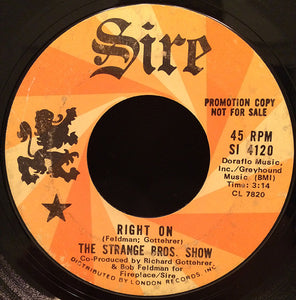 Sire
PROMOTION COPY
NOT FOR SALE
45 RPM
SI 4120
Doraflo Music,
Inc./Greyhound
Music (BMI)
Time: 3:14
CL 7820
RIGHT ON
(Feldman; Gottehrer)
THE STRANGE BROS. SHOW
Co-Produced by Richard Gottehrer
& Bob Feldman for
Fireplace/Sire.
DISTRIBUTED BY LONDON RECORDS INC.